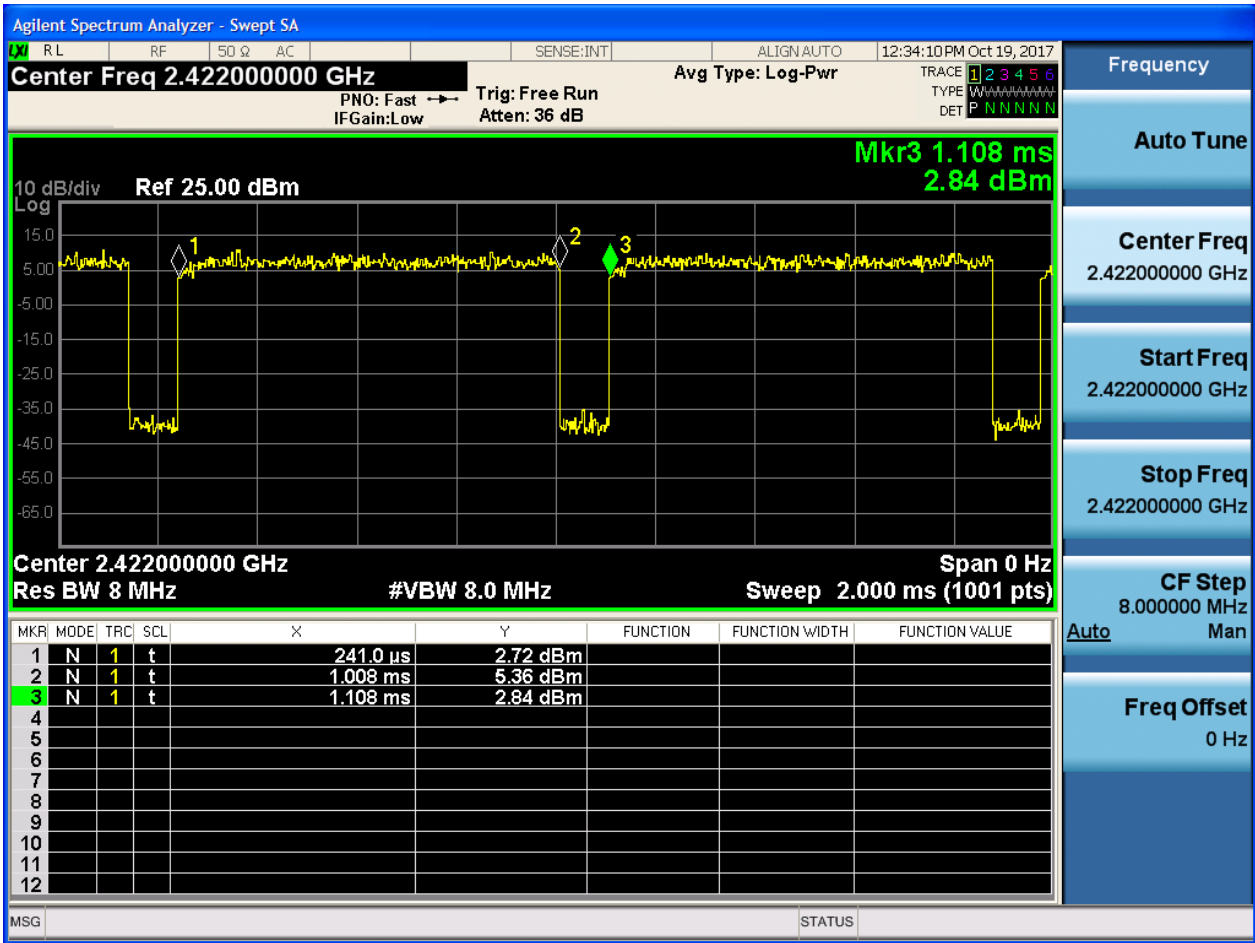 Agilent Spectrum Analyzer - Swept SA
LXI RL RF 50 Ω AC SENSE:INT ALIGNAUTO 12:34:10PM Oct 19, 2017
Center Freq 2.422000000 GHz
PNO: Fast
IFGain:Low
Trig: Free Run
Atten: 36 dB
Avg Type: Log-Pwr
TRACE 1 2 3 4 5 6
TYPE WWWWWW
DET P N N N N N
Mkr3 1.108 ms
2.84 dBm
10 dB/div Ref 25.00 dBm
Log
15.0
5.00
-5.00
-15.0
-25.0
-35.0
-45.0
-55.0
-65.0
1
2
3
Center 2.422000000 GHz Span 0 Hz
Res BW 8 MHz #VBW 8.0 MHz Sweep 2.000 ms (1001 pts)
MKR MODE TRC SCL X Y FUNCTION FUNCTION WIDTH FUNCTION VALUE
1 N 1 t 241.0 µs 2.72 dBm
2 N 1 t 1.008 ms 5.36 dBm
3 N 1 t 1.108 ms 2.84 dBm
4
5
6
7
8
9
10
11
12
MSG STATUS
Frequency
Auto Tune
Center Freq
2.422000000 GHz
Start Freq
2.422000000 GHz
Stop Freq
2.422000000 GHz
CF Step
8.000000 MHz
Auto Man
Freq Offset
0 Hz